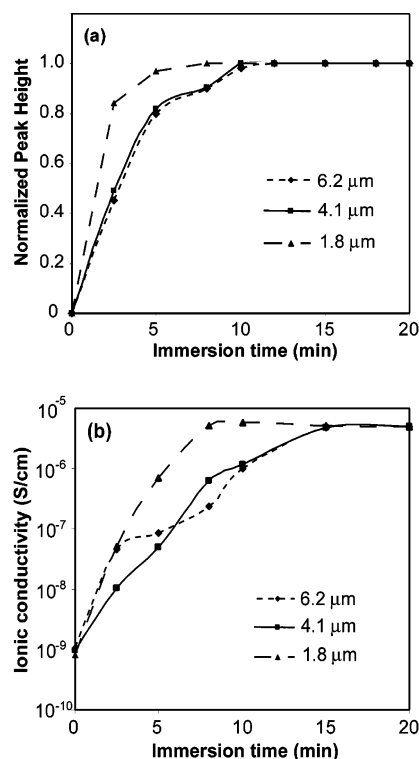 (a)
Normalized Peak Height
1.0
0.8
0.6
0.4
0.2
0
6.2 µm
4.1 µm
1.8 µm
0 5 10 15 20
Immersion time (min)
(b)
Ionic conductivity (S/cm)
10⁻⁵
10⁻⁶
10⁻⁷
10⁻⁸
10⁻⁹
10⁻¹⁰
6.2 µm
4.1 µm
1.8 µm
0 5 10 15 20
Immersion time (min)